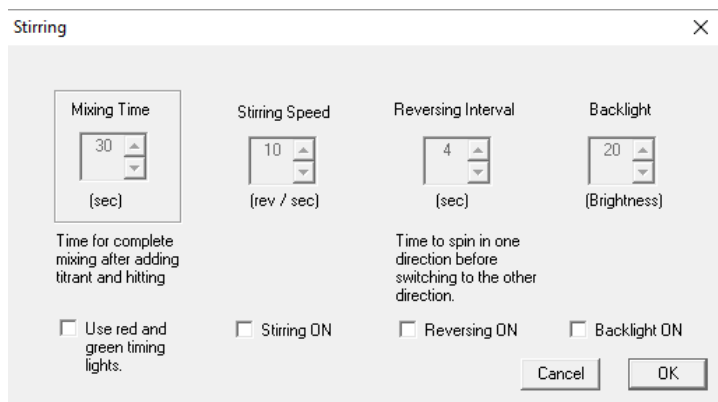 Stirring
Mixing Time
30
(sec)
Time for complete
mixing after adding
titrant and hitting
Use red and
green timing
lights.
Stirring Speed
10
(rev / sec)
Stirring ON
Reversing Interval
4
(sec)
Time to spin in one
direction before
switching to the other
direction.
Reversing ON
Backlight
20
(Brightness)
Backlight ON
Cancel
OK